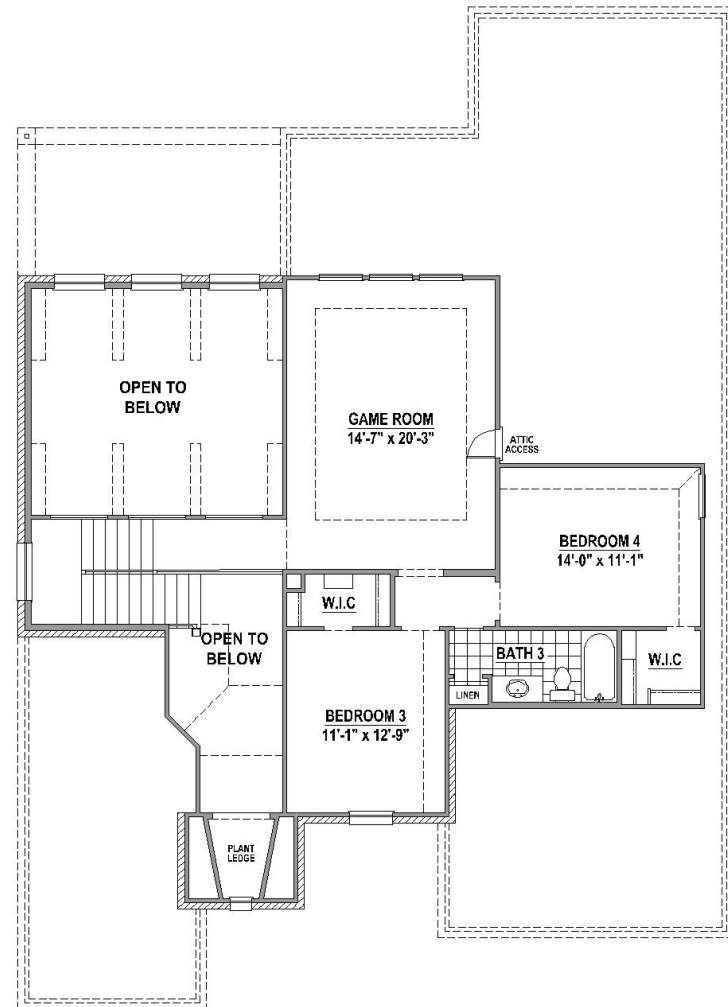 OPEN TO
BELOW
GAME ROOM
14'-7" x 20'-3"
ATTIC
ACCESS
BEDROOM 4
14'-0" x 11'-1"
W.I.C
OPEN TO
BELOW
BATH 3
W.I.C
LINEN
BEDROOM 3
11'-1" x 12'-9"
PLANT
LEDGE